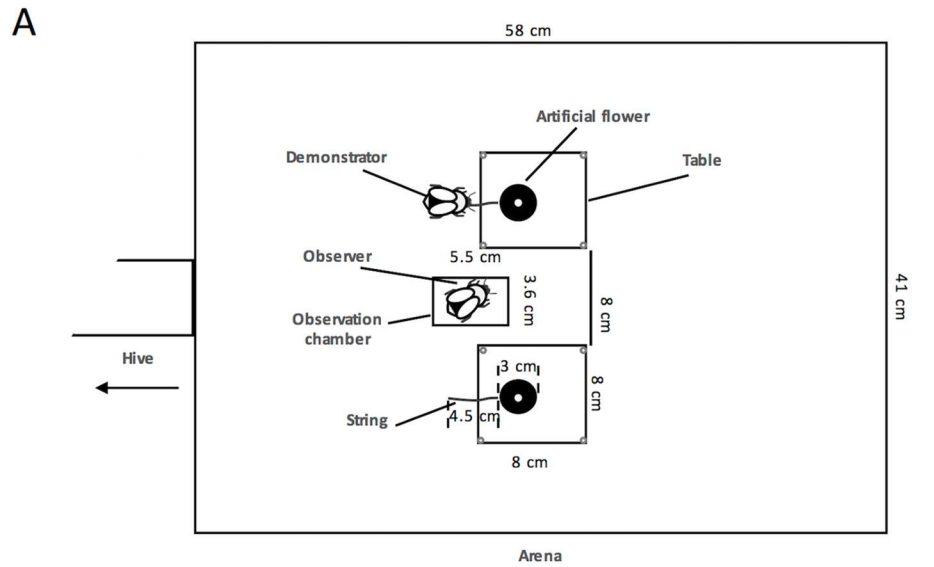 A
58 cm
Artificial flower
Demonstrator
Table
5.5 cm
Observer
3.6 cm
41 cm
8 cm
Observation
chamber
Hive
3 cm
8 cm
String
4.5 cm
8 cm
Arena